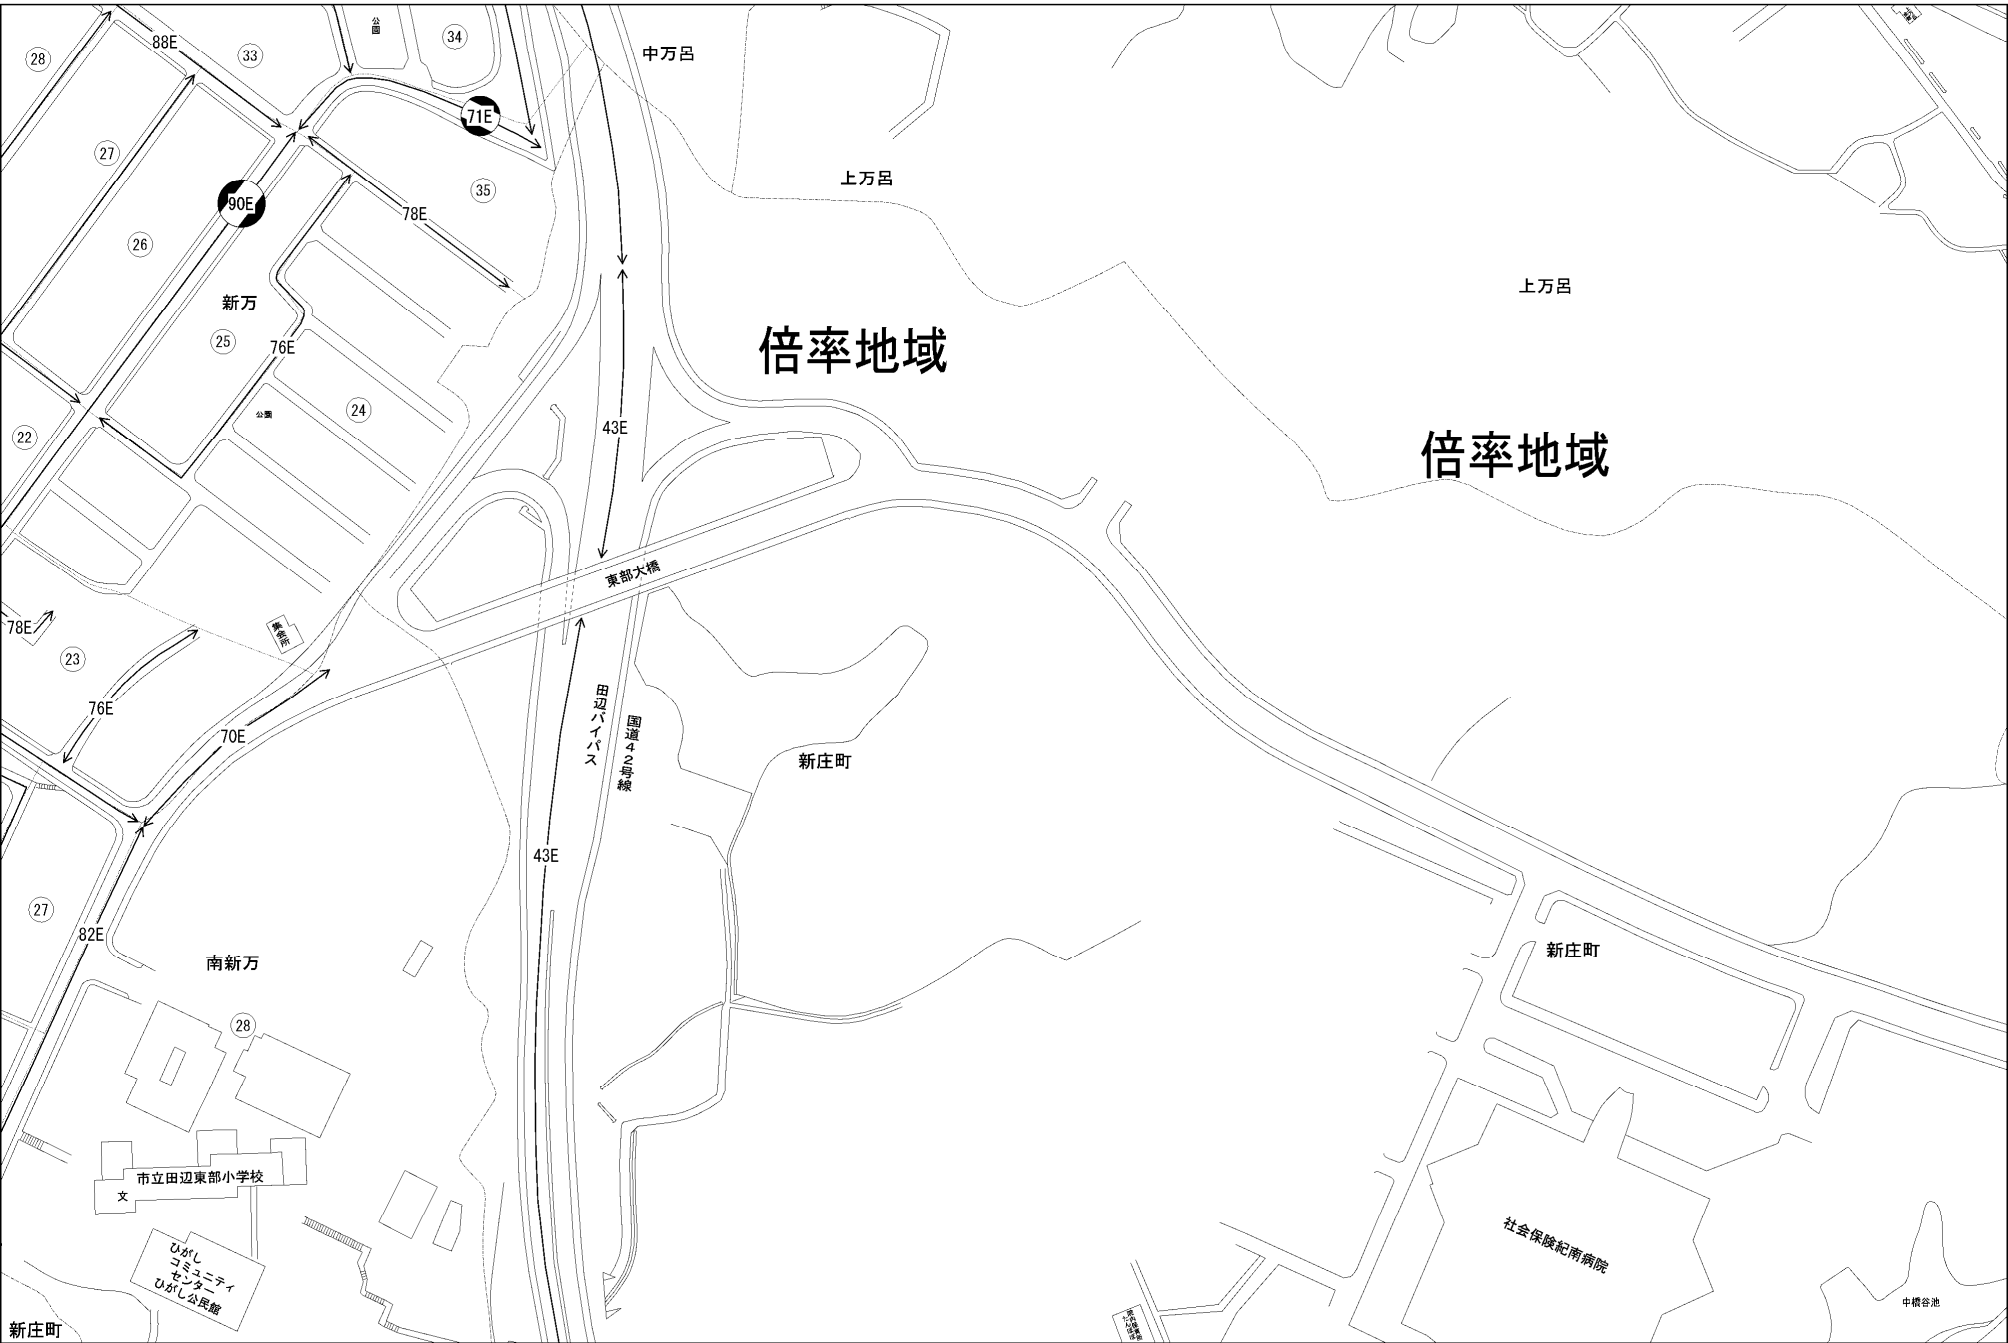 88E
33
公園
34
28
中万呂
71E
27
35
上万呂
90E
78E
26
上万呂
新万
25
76E
倍率地域
24
公園
22
43E
倍率地域
東部大橋
78E
集会所
23
76E
70E
田辺バイパス
国道42号線
新庄町
43E
27
82E
南新万
新庄町
28
市立田辺東部小学校
文
社会保険紀南病院
ひがし
コミュニティ
センター
ひがし公民館
中橋谷池
新庄町